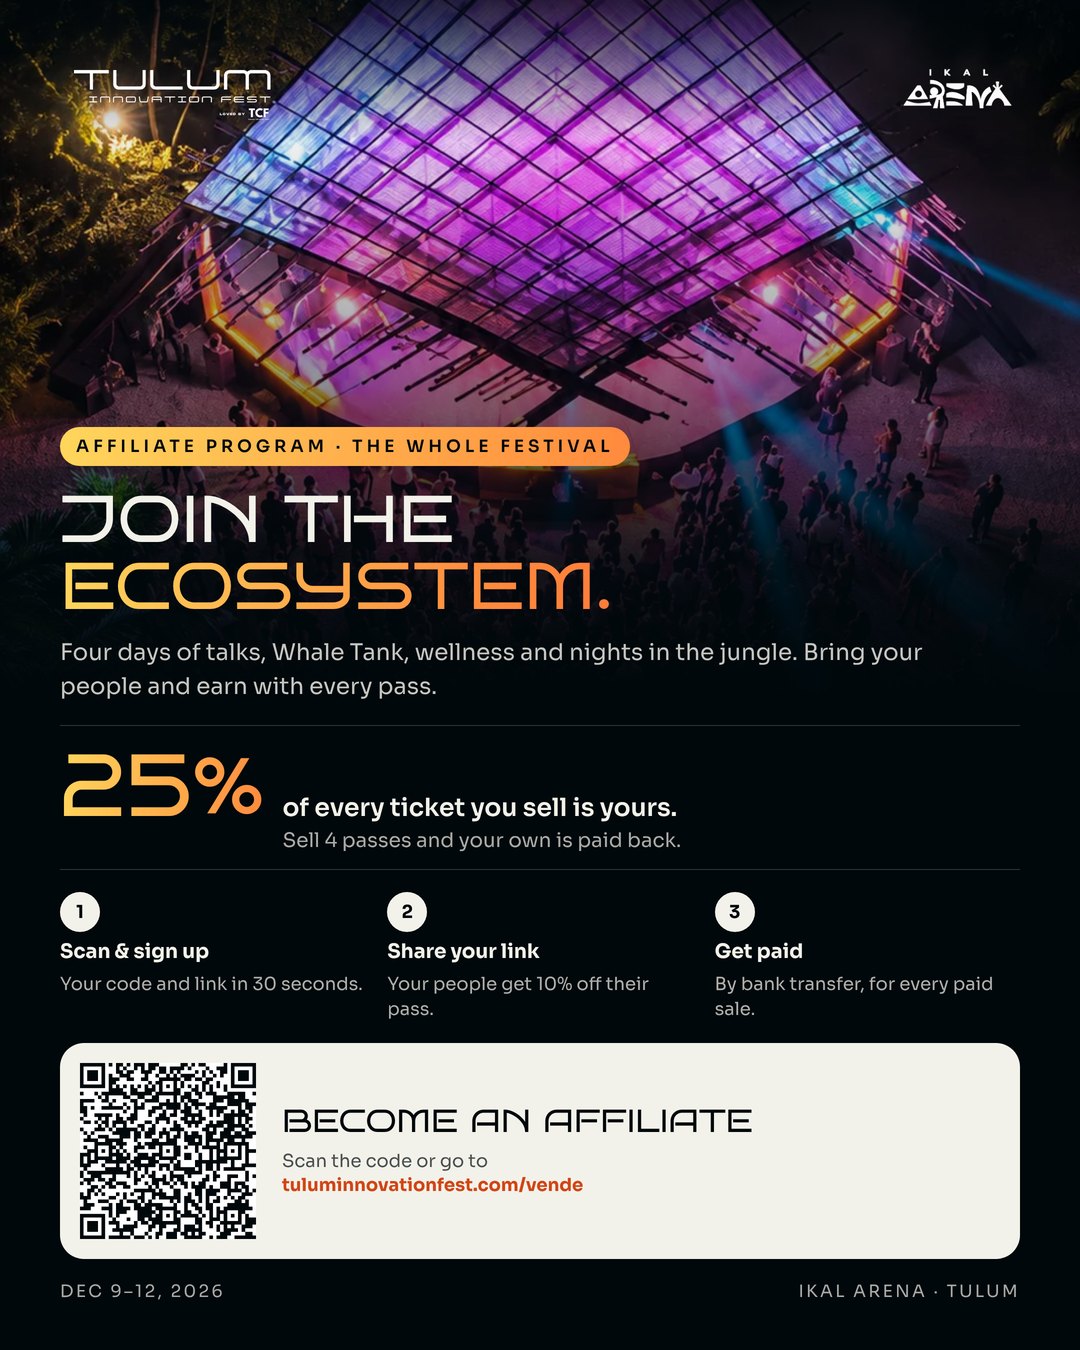 TULUM
INNOVATION FEST
LOVED BY TCF
IKAL
ARENA
AFFILIATE PROGRAM · THE WHOLE FESTIVAL
JOIN THE
ECOSYSTEM.
Four days of talks, Whale Tank, wellness and nights in the jungle. Bring your
people and earn with every pass.
25% of every ticket you sell is yours.
Sell 4 passes and your own is paid back.
1
Scan & sign up
Your code and link in 30 seconds.
2
Share your link
Your people get 10% off their
pass.
3
Get paid
By bank transfer, for every paid
sale.
BECOME AN AFFILIATE
Scan the code or go to
tuluminnovationfest.com/vende
DEC 9–12, 2026
IKAL ARENA · TULUM